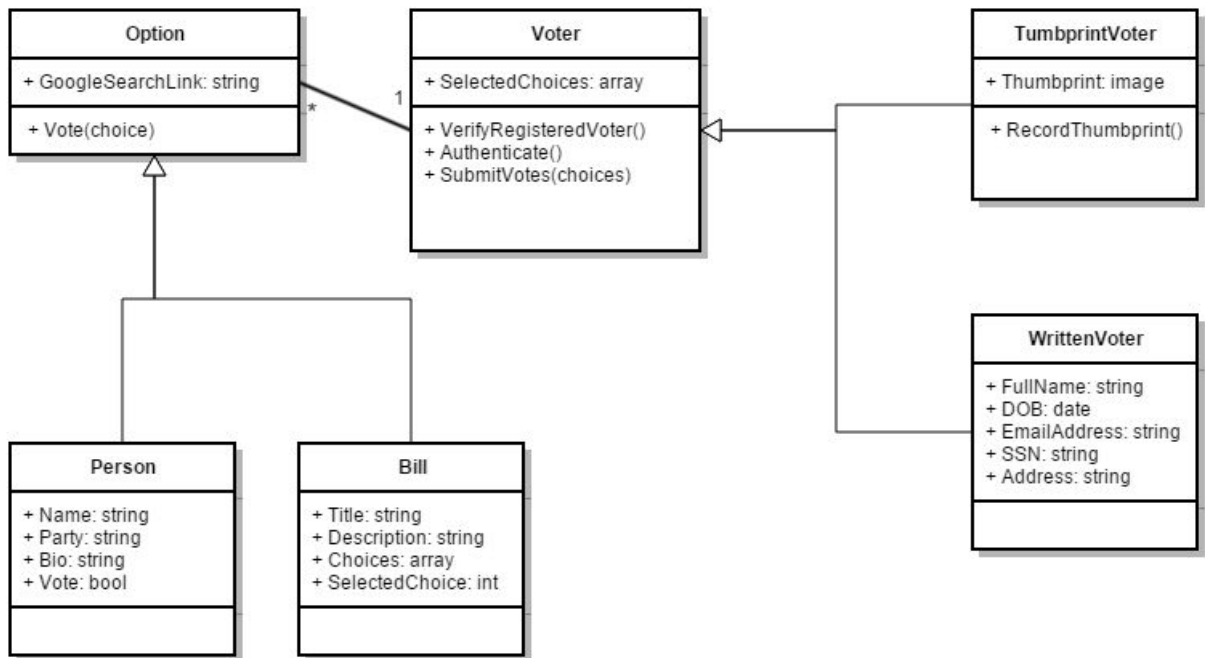 Option
+ GoogleSearchLink: string
+ Vote(choice)
*
1
Voter
+ SelectedChoices: array
+ VerifyRegisteredVoter()
+ Authenticate()
+ SubmitVotes(choices)
TumbprintVoter
+ Thumbprint: image
+ RecordThumbprint()
WrittenVoter
+ FullName: string
+ DOB: date
+ EmailAddress: string
+ SSN: string
+ Address: string
Person
+ Name: string
+ Party: string
+ Bio: string
+ Vote: bool
Bill
+ Title: string
+ Description: string
+ Choices: array
+ SelectedChoice: int